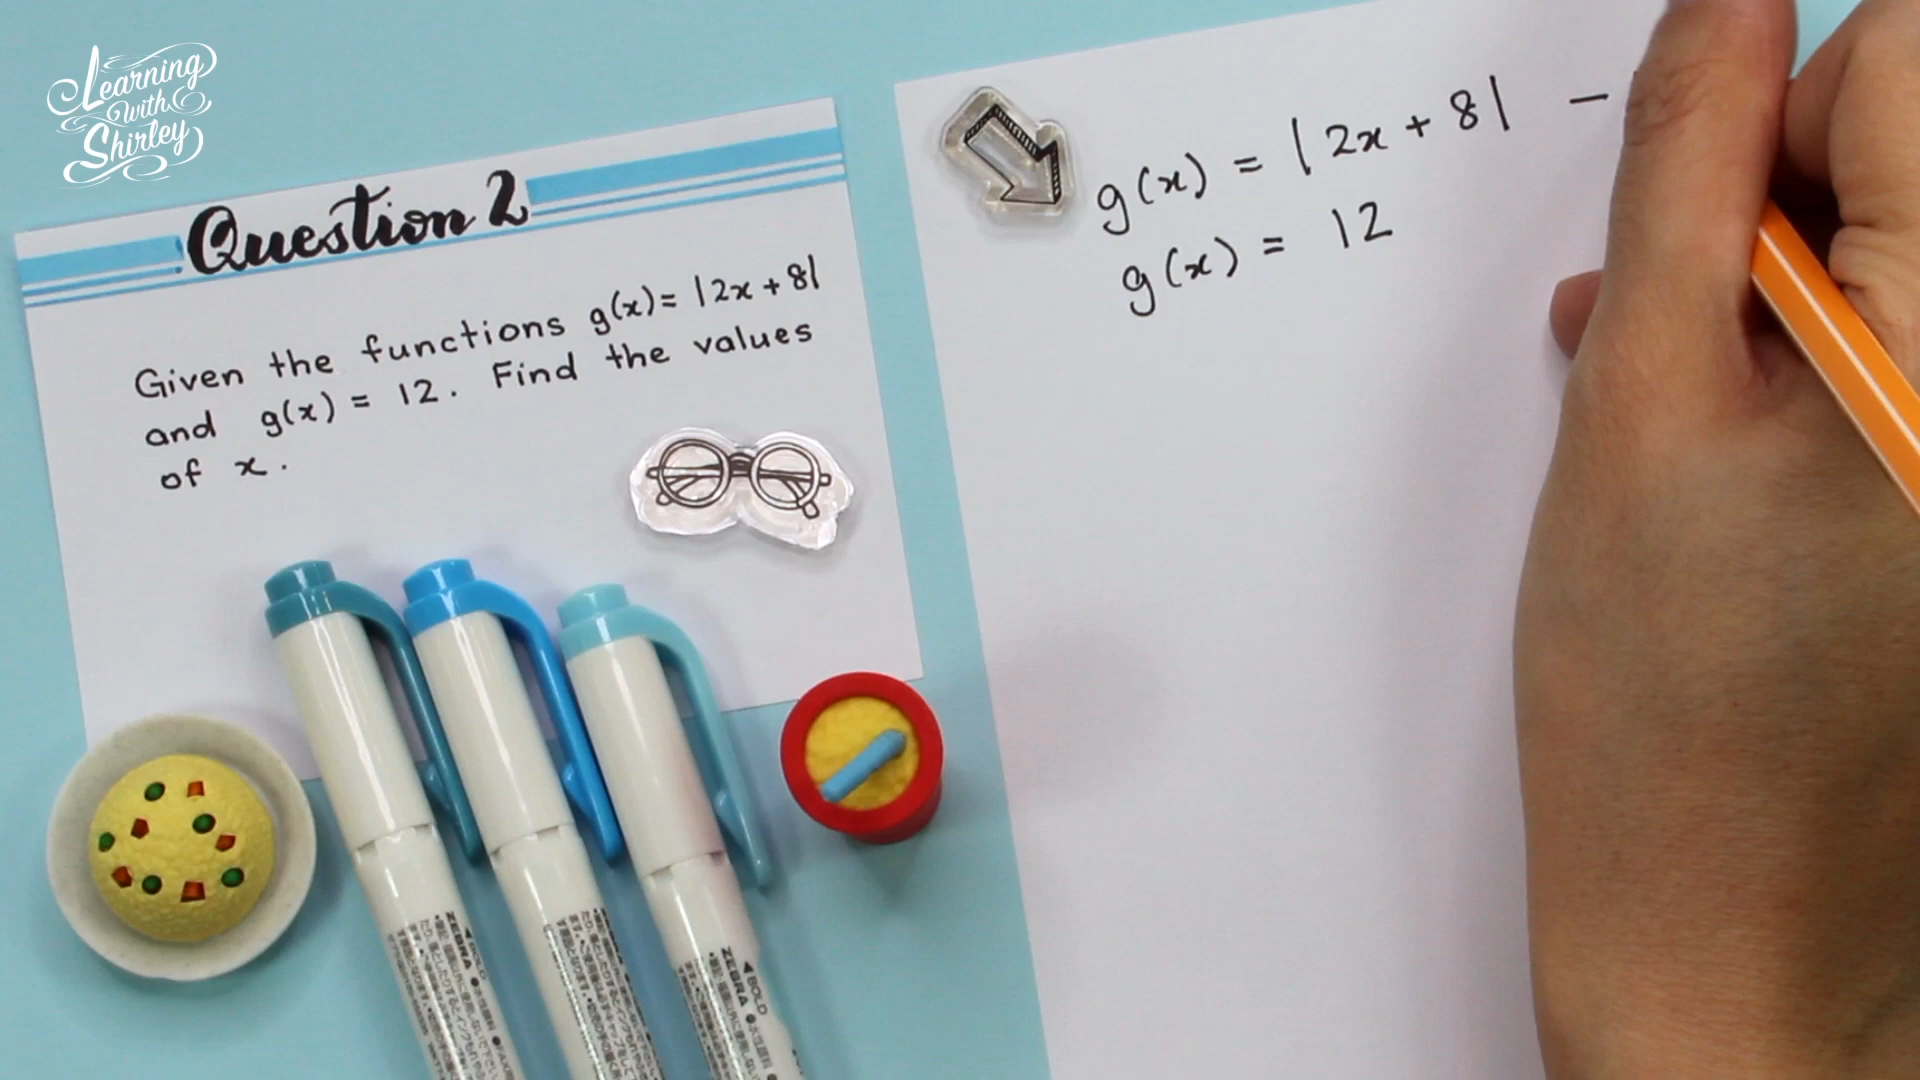 Learning
With
Shirley
Question 2
Given the functions g(x) = |2x + 8|
and g(x) = 12. Find the values
of x.
g(x) = |2x + 8| —
g(x) = 12
BOLD
ZEBRA
ZEBRA
BOLD
ZEBRA